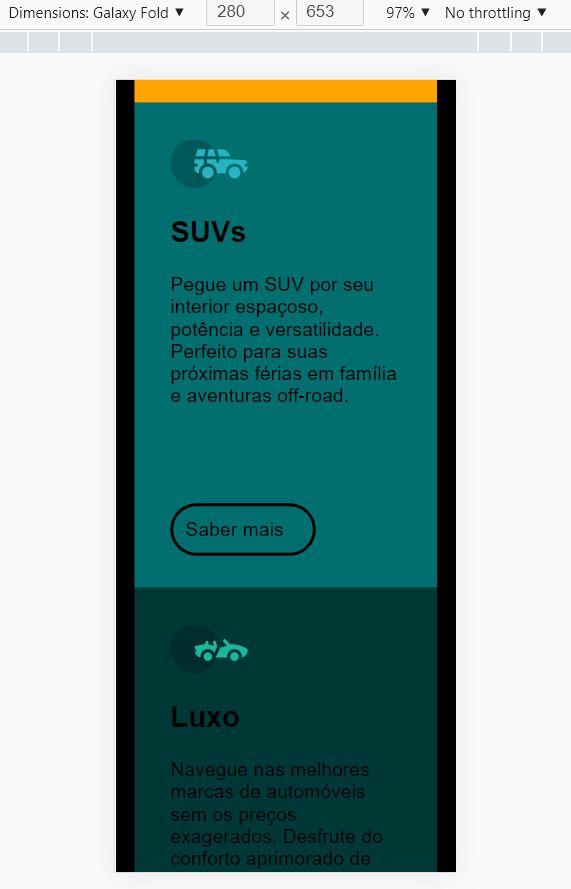 Dimensions: Galaxy Fold ▼ 280 × 653 97% ▼ No throttling ▼
SUVs
Pegue um SUV por seu
interior espaçoso,
potência e versatilidade.
Perfeito para suas
próximas férias em família
e aventuras off-road.
Saber mais
Luxo
Navegue nas melhores
marcas de automóveis
sem os preços
exagerados. Desfrute do
conforto aprimorado de